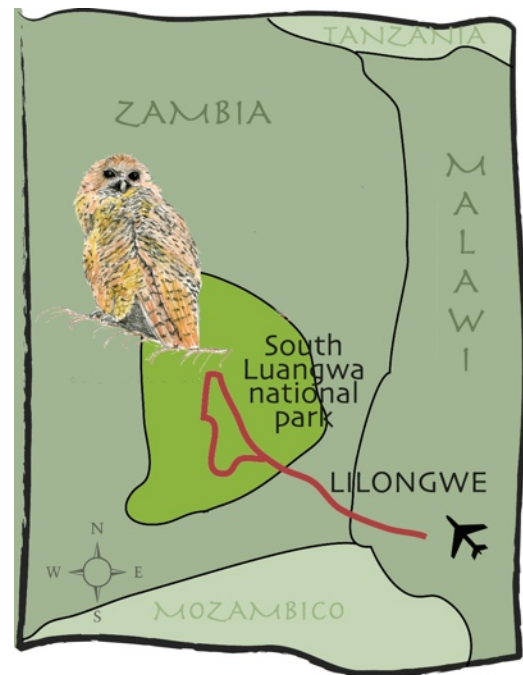 TANZANIA
ZAMBIA
M
A
L
A
W
I
South
Luangwa
national
park
LILONGWE
N
W E
S
MOZAMBICO